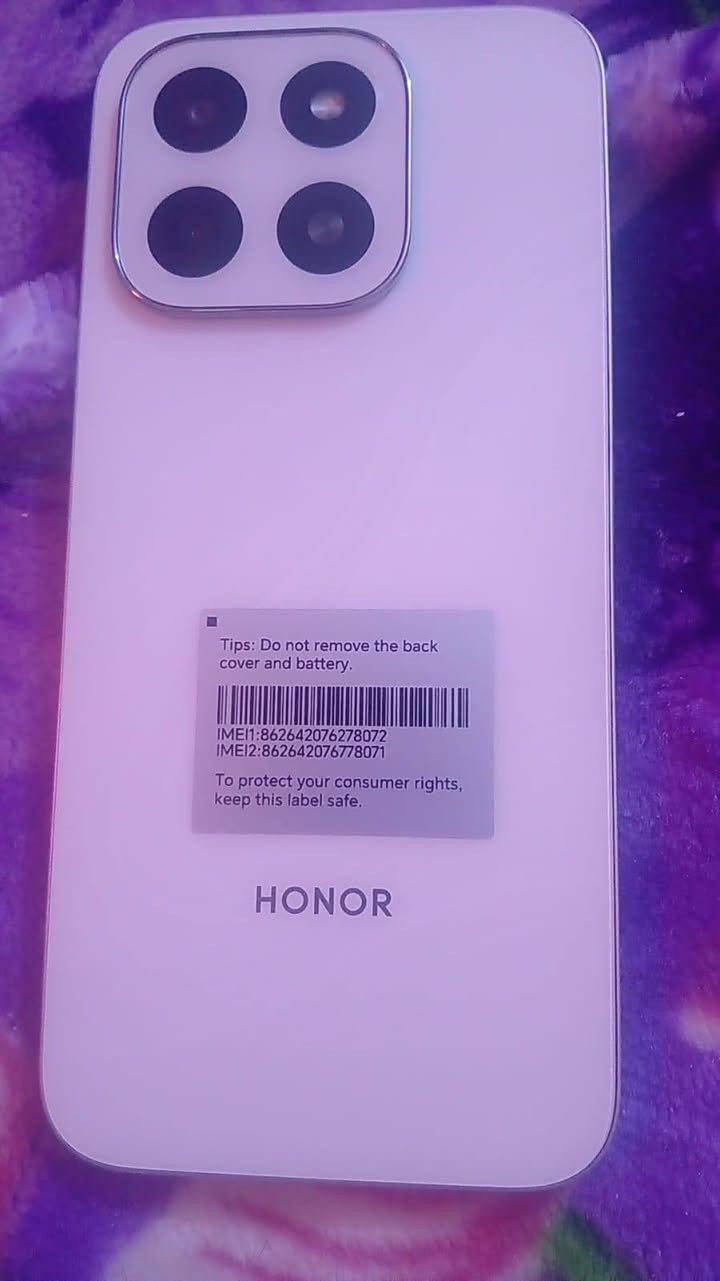 Tips: Do not remove the back
cover and battery.
IMEI1:862642076278072
IMEI2:862642076778071
To protect your consumer rights,
keep this label safe.
HONOR